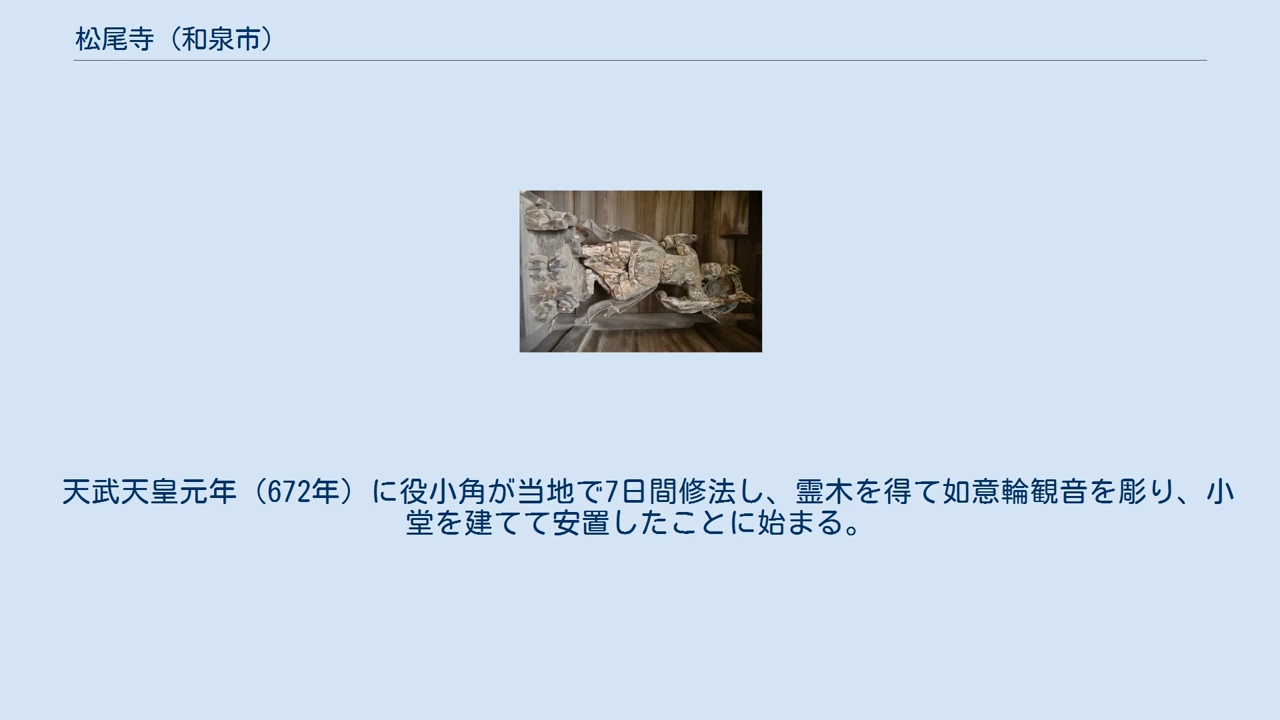 松尾寺（和泉市）
天武天皇元年（672年）に役小角が当地で7日間修法し、霊木を得て如意輪観音を彫り、小
堂を建てて安置したことに始まる。